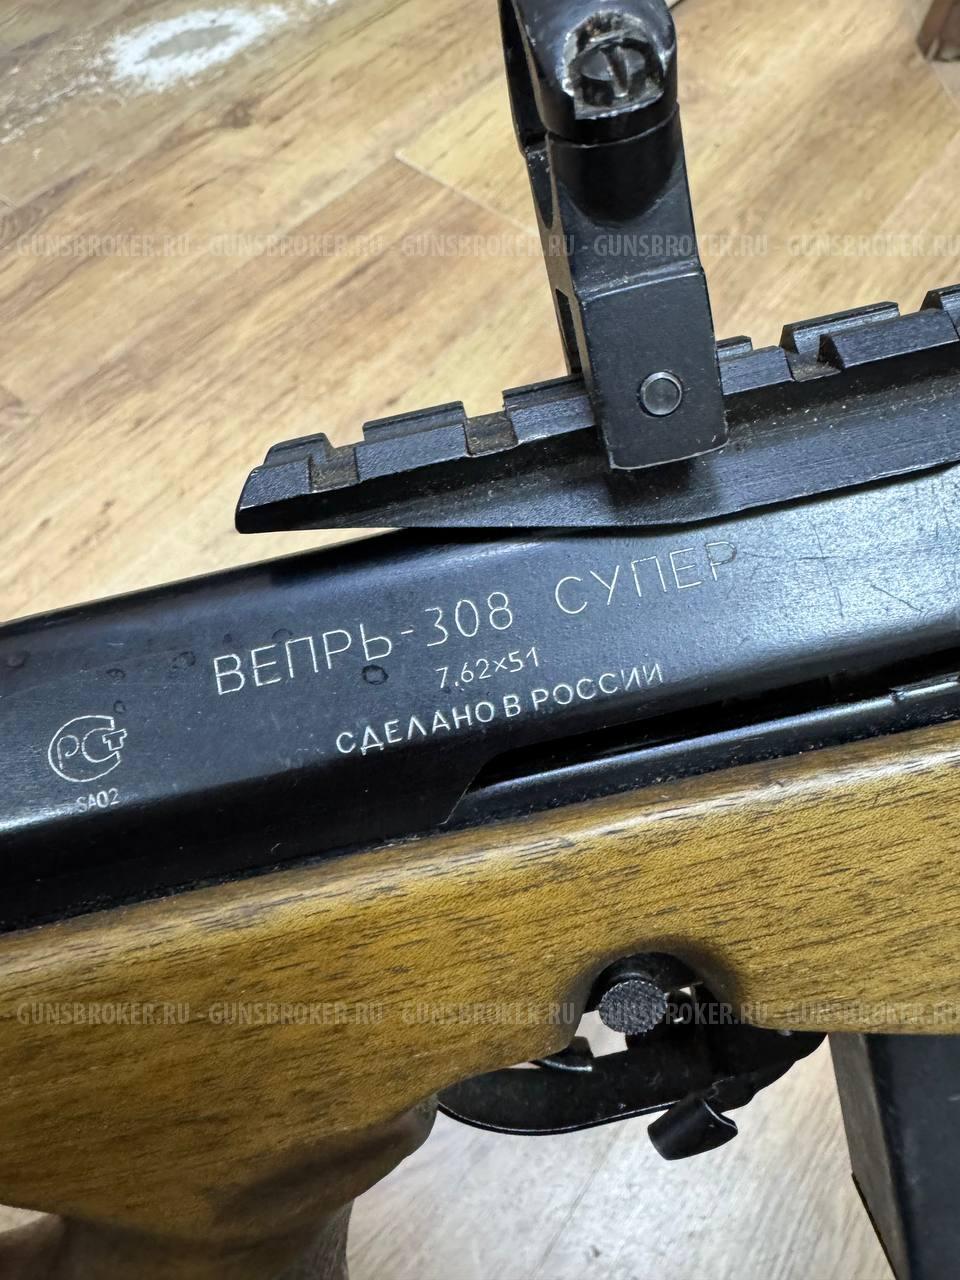 GUNSBROKER.RU - GUNSBROKER.RU - GUNSBROKER.RU - GUNSBROKER.RU - GUNSBROKER.RU
ВЕПРЬ-308 СУПЕР
7,62×51
СДЕЛАНО В РОССИИ
РСТ
SA02
GUNSBROKER.RU - GUNSBROKER.RU - GUNSBROKER.RU - GUNSBROKER.RU - GUNSBROKER.RU